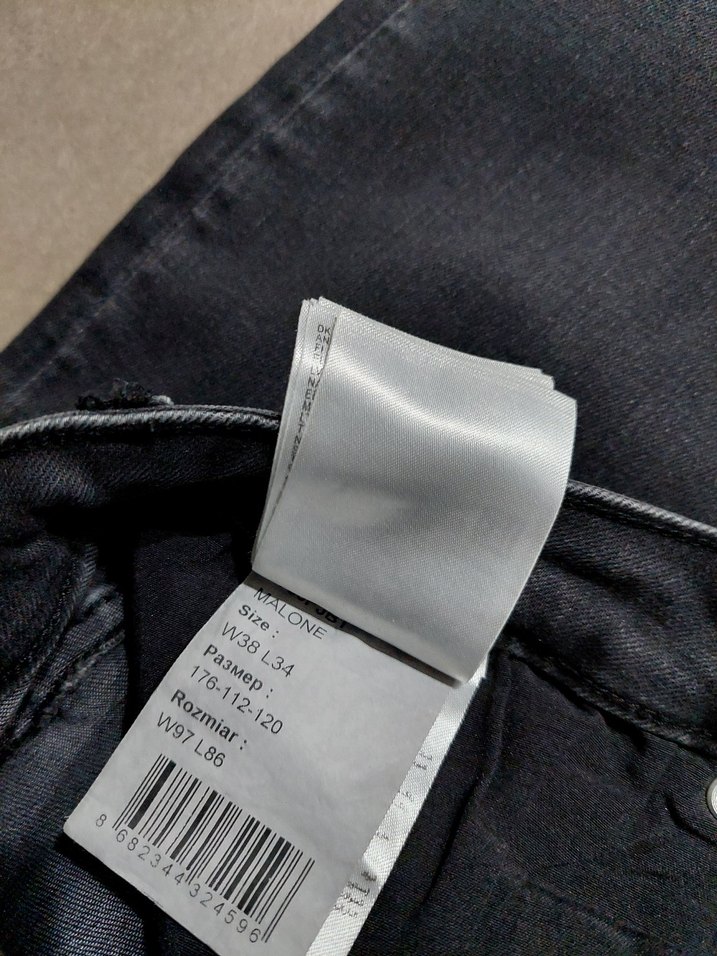 MALONE
Size :
W38 L34
Размер :
176-112-120
Rozmiar :
W97 L86
8 682344 324596